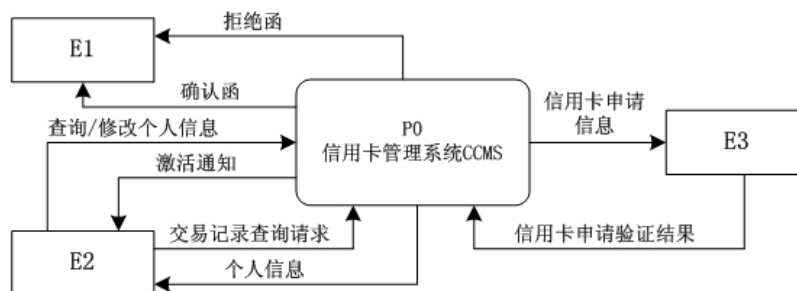 拒绝函
E1
确认函
信用卡申请
信息
查询/修改个人信息
P0
信用卡管理系统CCMS
E3
激活通知
交易记录查询请求
信用卡申请验证结果
E2
个人信息